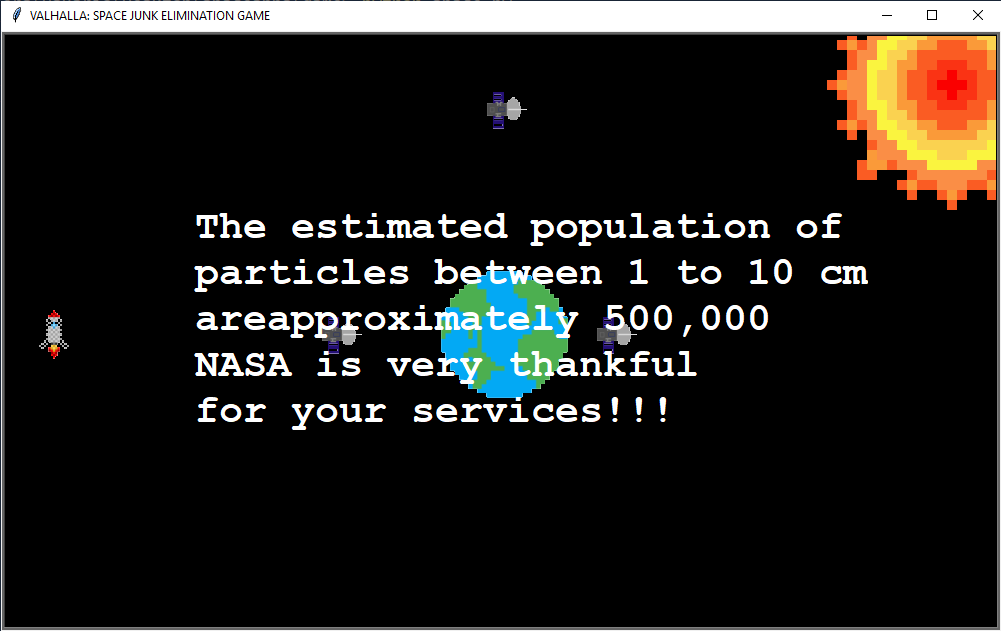 VALHALLA: SPACE JUNK ELIMINATION GAME
The estimated population of
particles between 1 to 10 cm
areapproximately 500,000
NASA is very thankful
for your services!!!